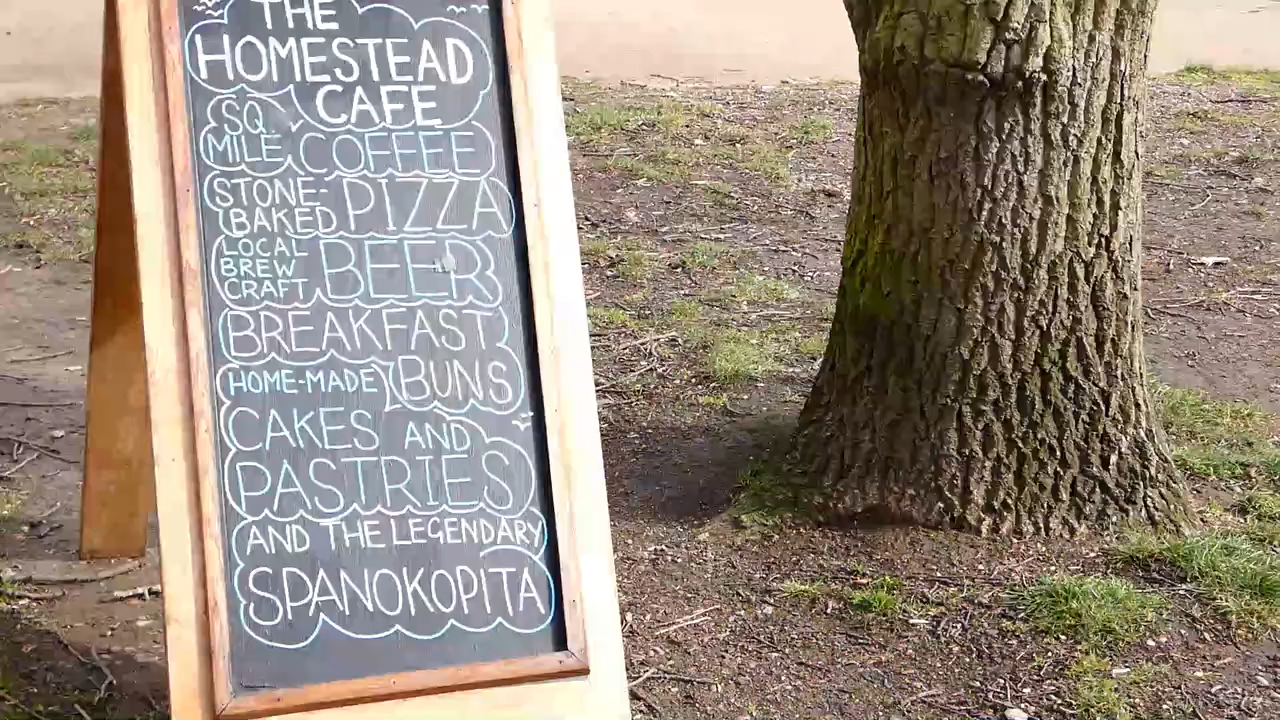 THE
HOMESTEAD
CAFE
SQ.
MILE COFFEE
STONE-
BAKED PIZZA
LOCAL
BREW
CRAFT BEER
BREAKFAST
HOME-MADE BUNS
CAKES AND
PASTRIES
AND THE LEGENDARY
SPANOKOPITA